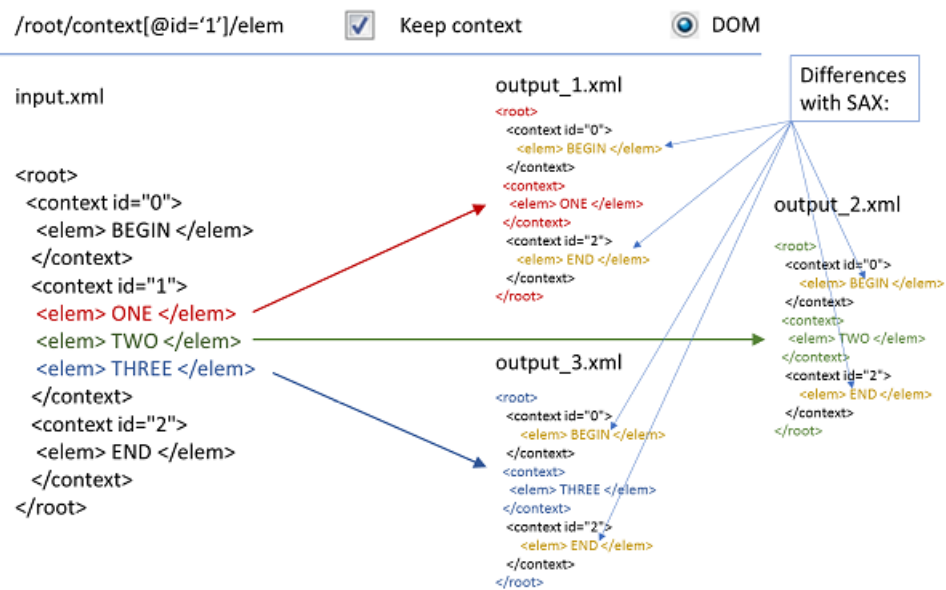 /root/context[@id=‘1’]/elem
Keep context
DOM
Differences
with SAX:
input.xml
<root>
<context id="0">
<elem> BEGIN </elem>
</context>
<context id="1">
<elem> ONE </elem>
<elem> TWO </elem>
<elem> THREE </elem>
</context>
<context id="2">
<elem> END </elem>
</context>
</root>
output_1.xml
<root>
<context id="0">
<elem> BEGIN </elem>
</context>
<context>
<elem> ONE </elem>
</context>
<context id="2">
<elem> END </elem>
</context>
</root>
output_2.xml
<root>
<context id="0">
<elem> BEGIN </elem>
</context>
<context>
<elem> TWO </elem>
</context>
<context id="2">
<elem> END </elem>
</context>
</root>
output_3.xml
<root>
<context id="0">
<elem> BEGIN </elem>
</context>
<context>
<elem> THREE </elem>
</context>
<context id="2">
<elem> END </elem>
</context>
</root>